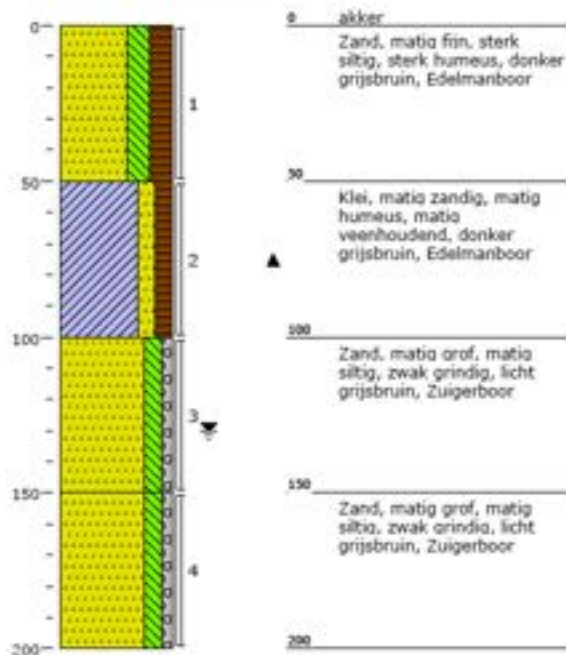 0
50
100
150
200
1
2
3
4
0 akker
Zand, matig fijn, sterk
siltig, sterk humeus, donker
grijsbruin, Edelmanboor
50
Klei, matig zandig, matig
humeus, matig
veenhoudend, donker
grijsbruin, Edelmanboor
100
Zand, matig grof, matig
siltig, zwak grindig, licht
grijsbruin, Zuigerboor
150
Zand, matig grof, matig
siltig, zwak grindig, licht
grijsbruin, Zuigerboor
200